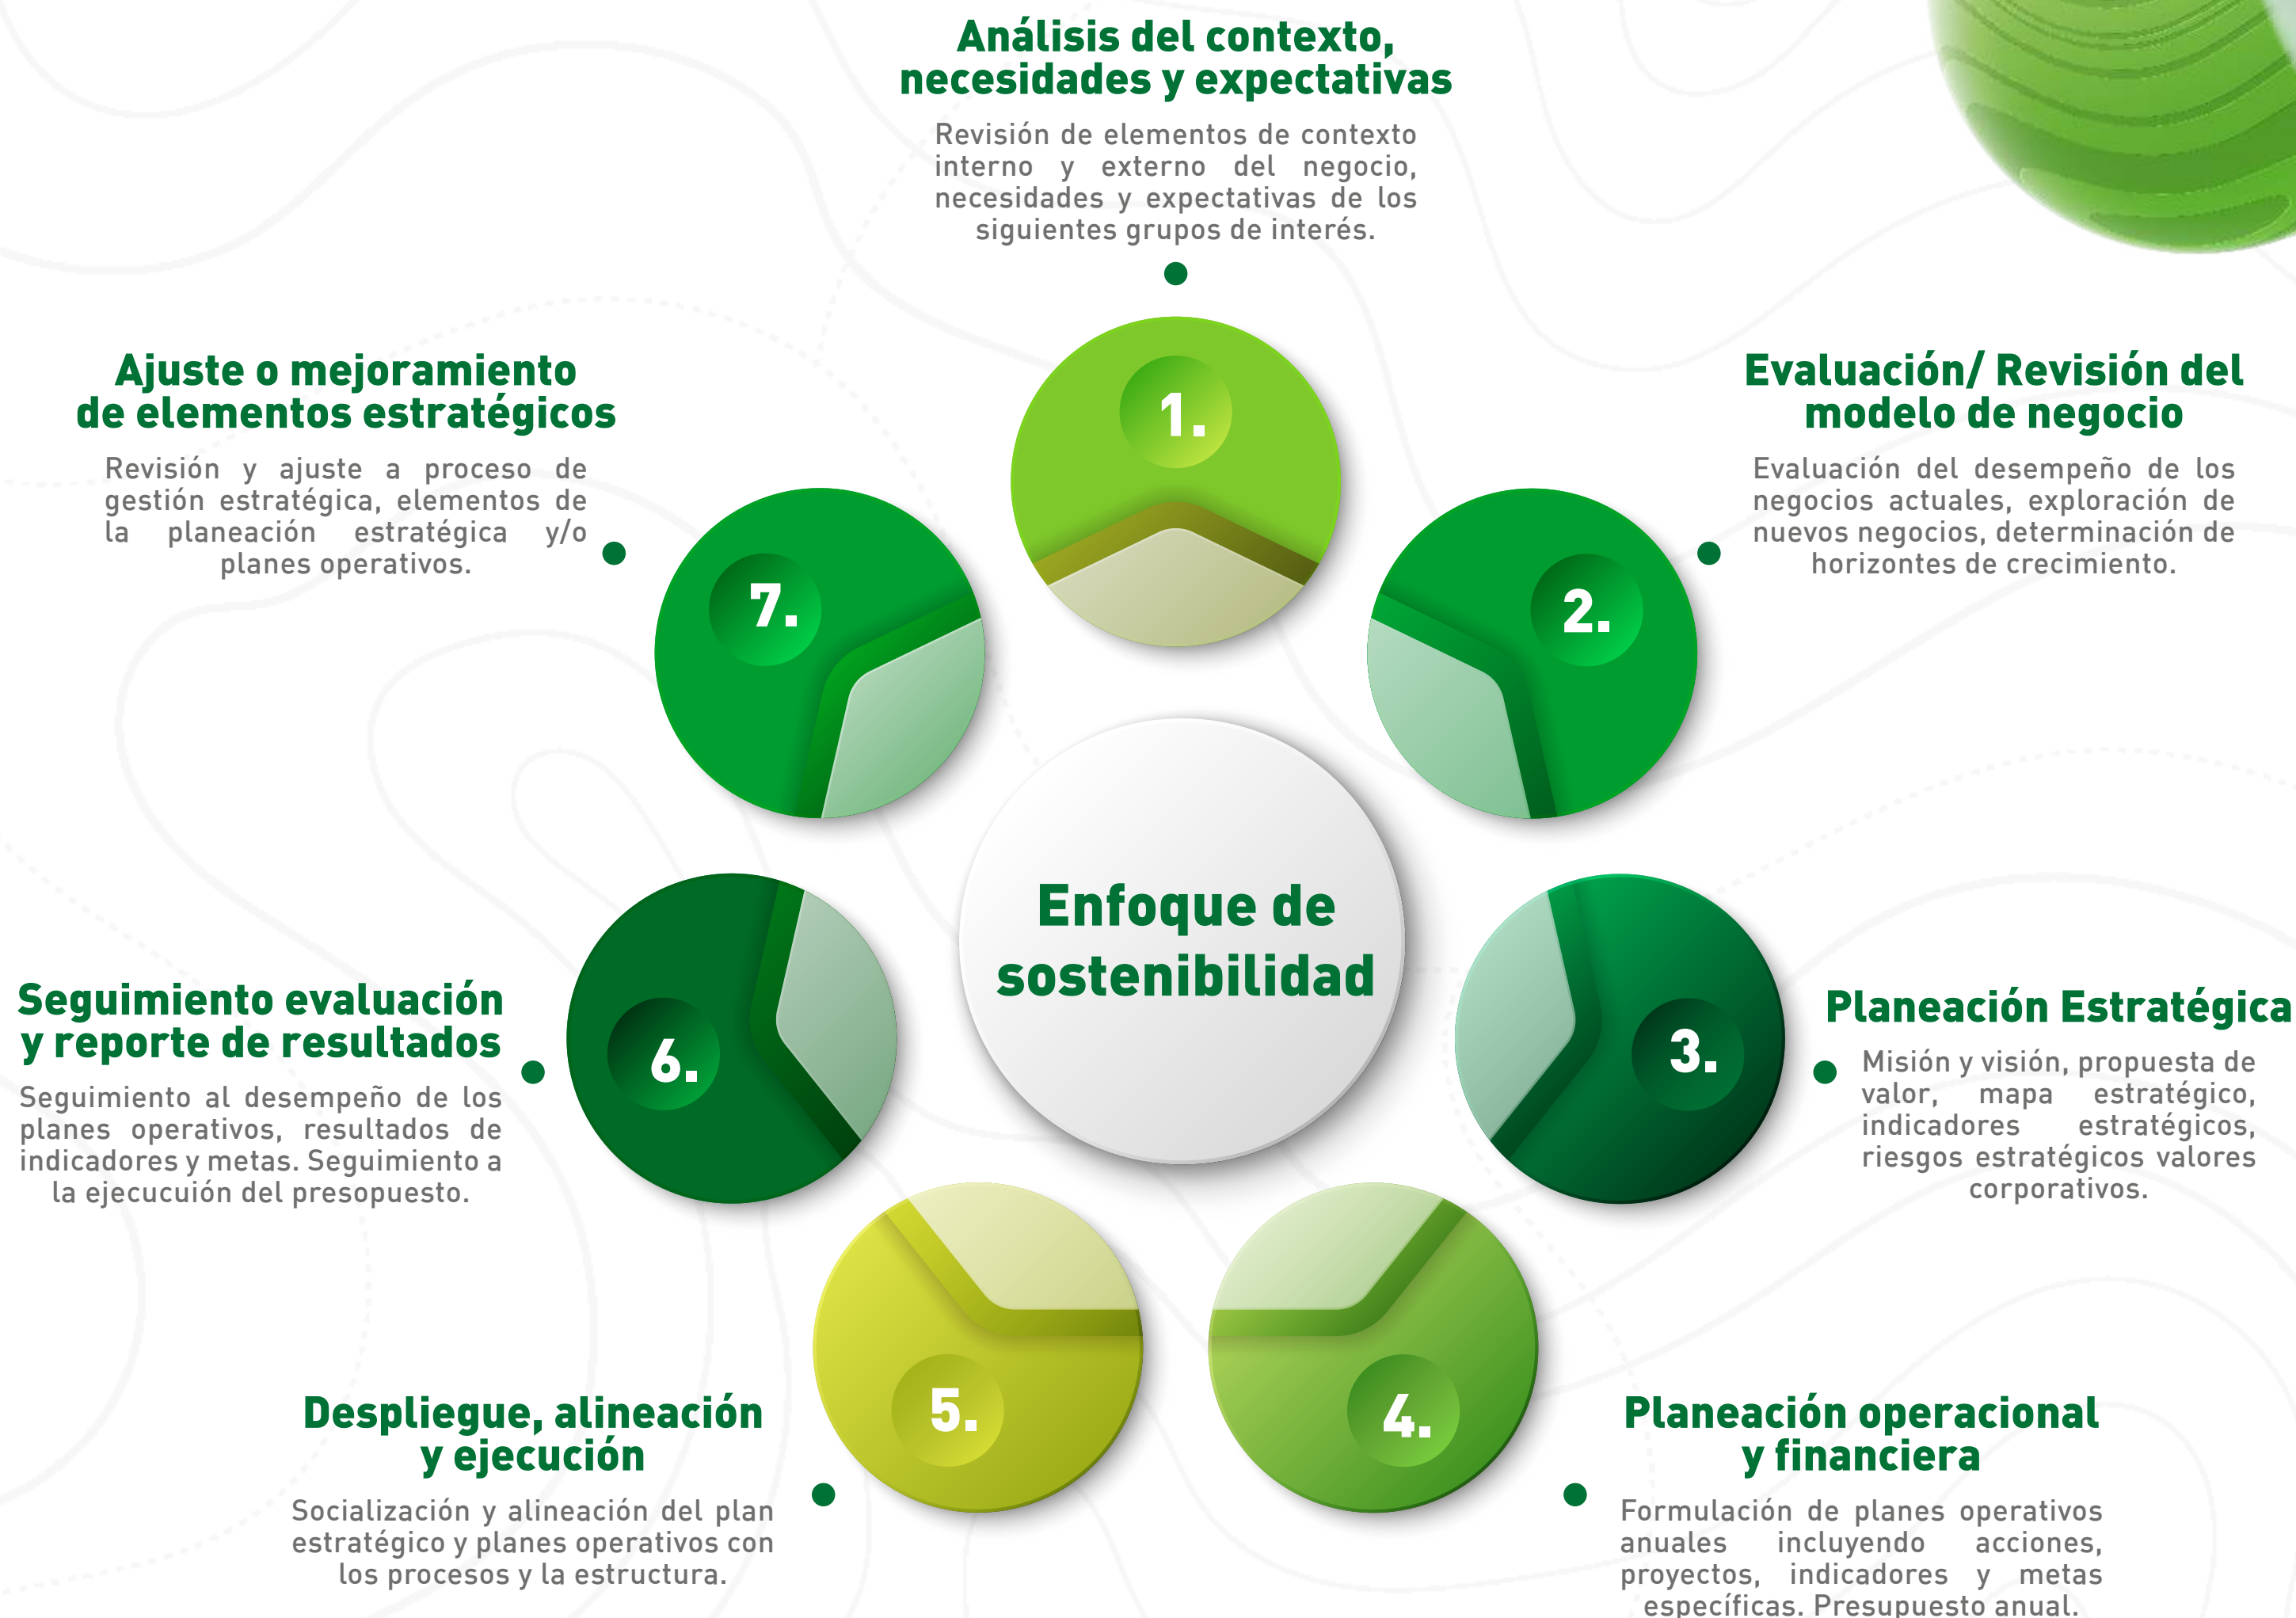 Análisis del contexto,
necesidades y expectativas
Revisión de elementos de contexto
interno y externo del negocio,
necesidades y expectativas de los
siguientes grupos de interés.
1.
Evaluación/ Revisión del
modelo de negocio
Evaluación del desempeño de los
negocios actuales, exploración de
nuevos negocios, determinación de
horizontes de crecimiento.
2.
Planeación Estratégica
Misión y visión, propuesta de
valor, mapa estratégico,
indicadores estratégicos,
riesgos estratégicos valores
corporativos.
3.
Planeación operacional
y financiera
Formulación de planes operativos
anuales incluyendo acciones,
proyectos, indicadores y metas
específicas. Presupuesto anual.
4.
Despliegue, alineación
y ejecución
Socialización y alineación del plan
estratégico y planes operativos con
los procesos y la estructura.
5.
Seguimiento evaluación
y reporte de resultados
Seguimiento al desempeño de los
planes operativos, resultados de
indicadores y metas. Seguimiento a
la ejecucuión del presopuesto.
6.
Ajuste o mejoramiento
de elementos estratégicos
Revisión y ajuste a proceso de
gestión estratégica, elementos de
la planeación estratégica y/o
planes operativos.
7.
Enfoque de
sostenibilidad